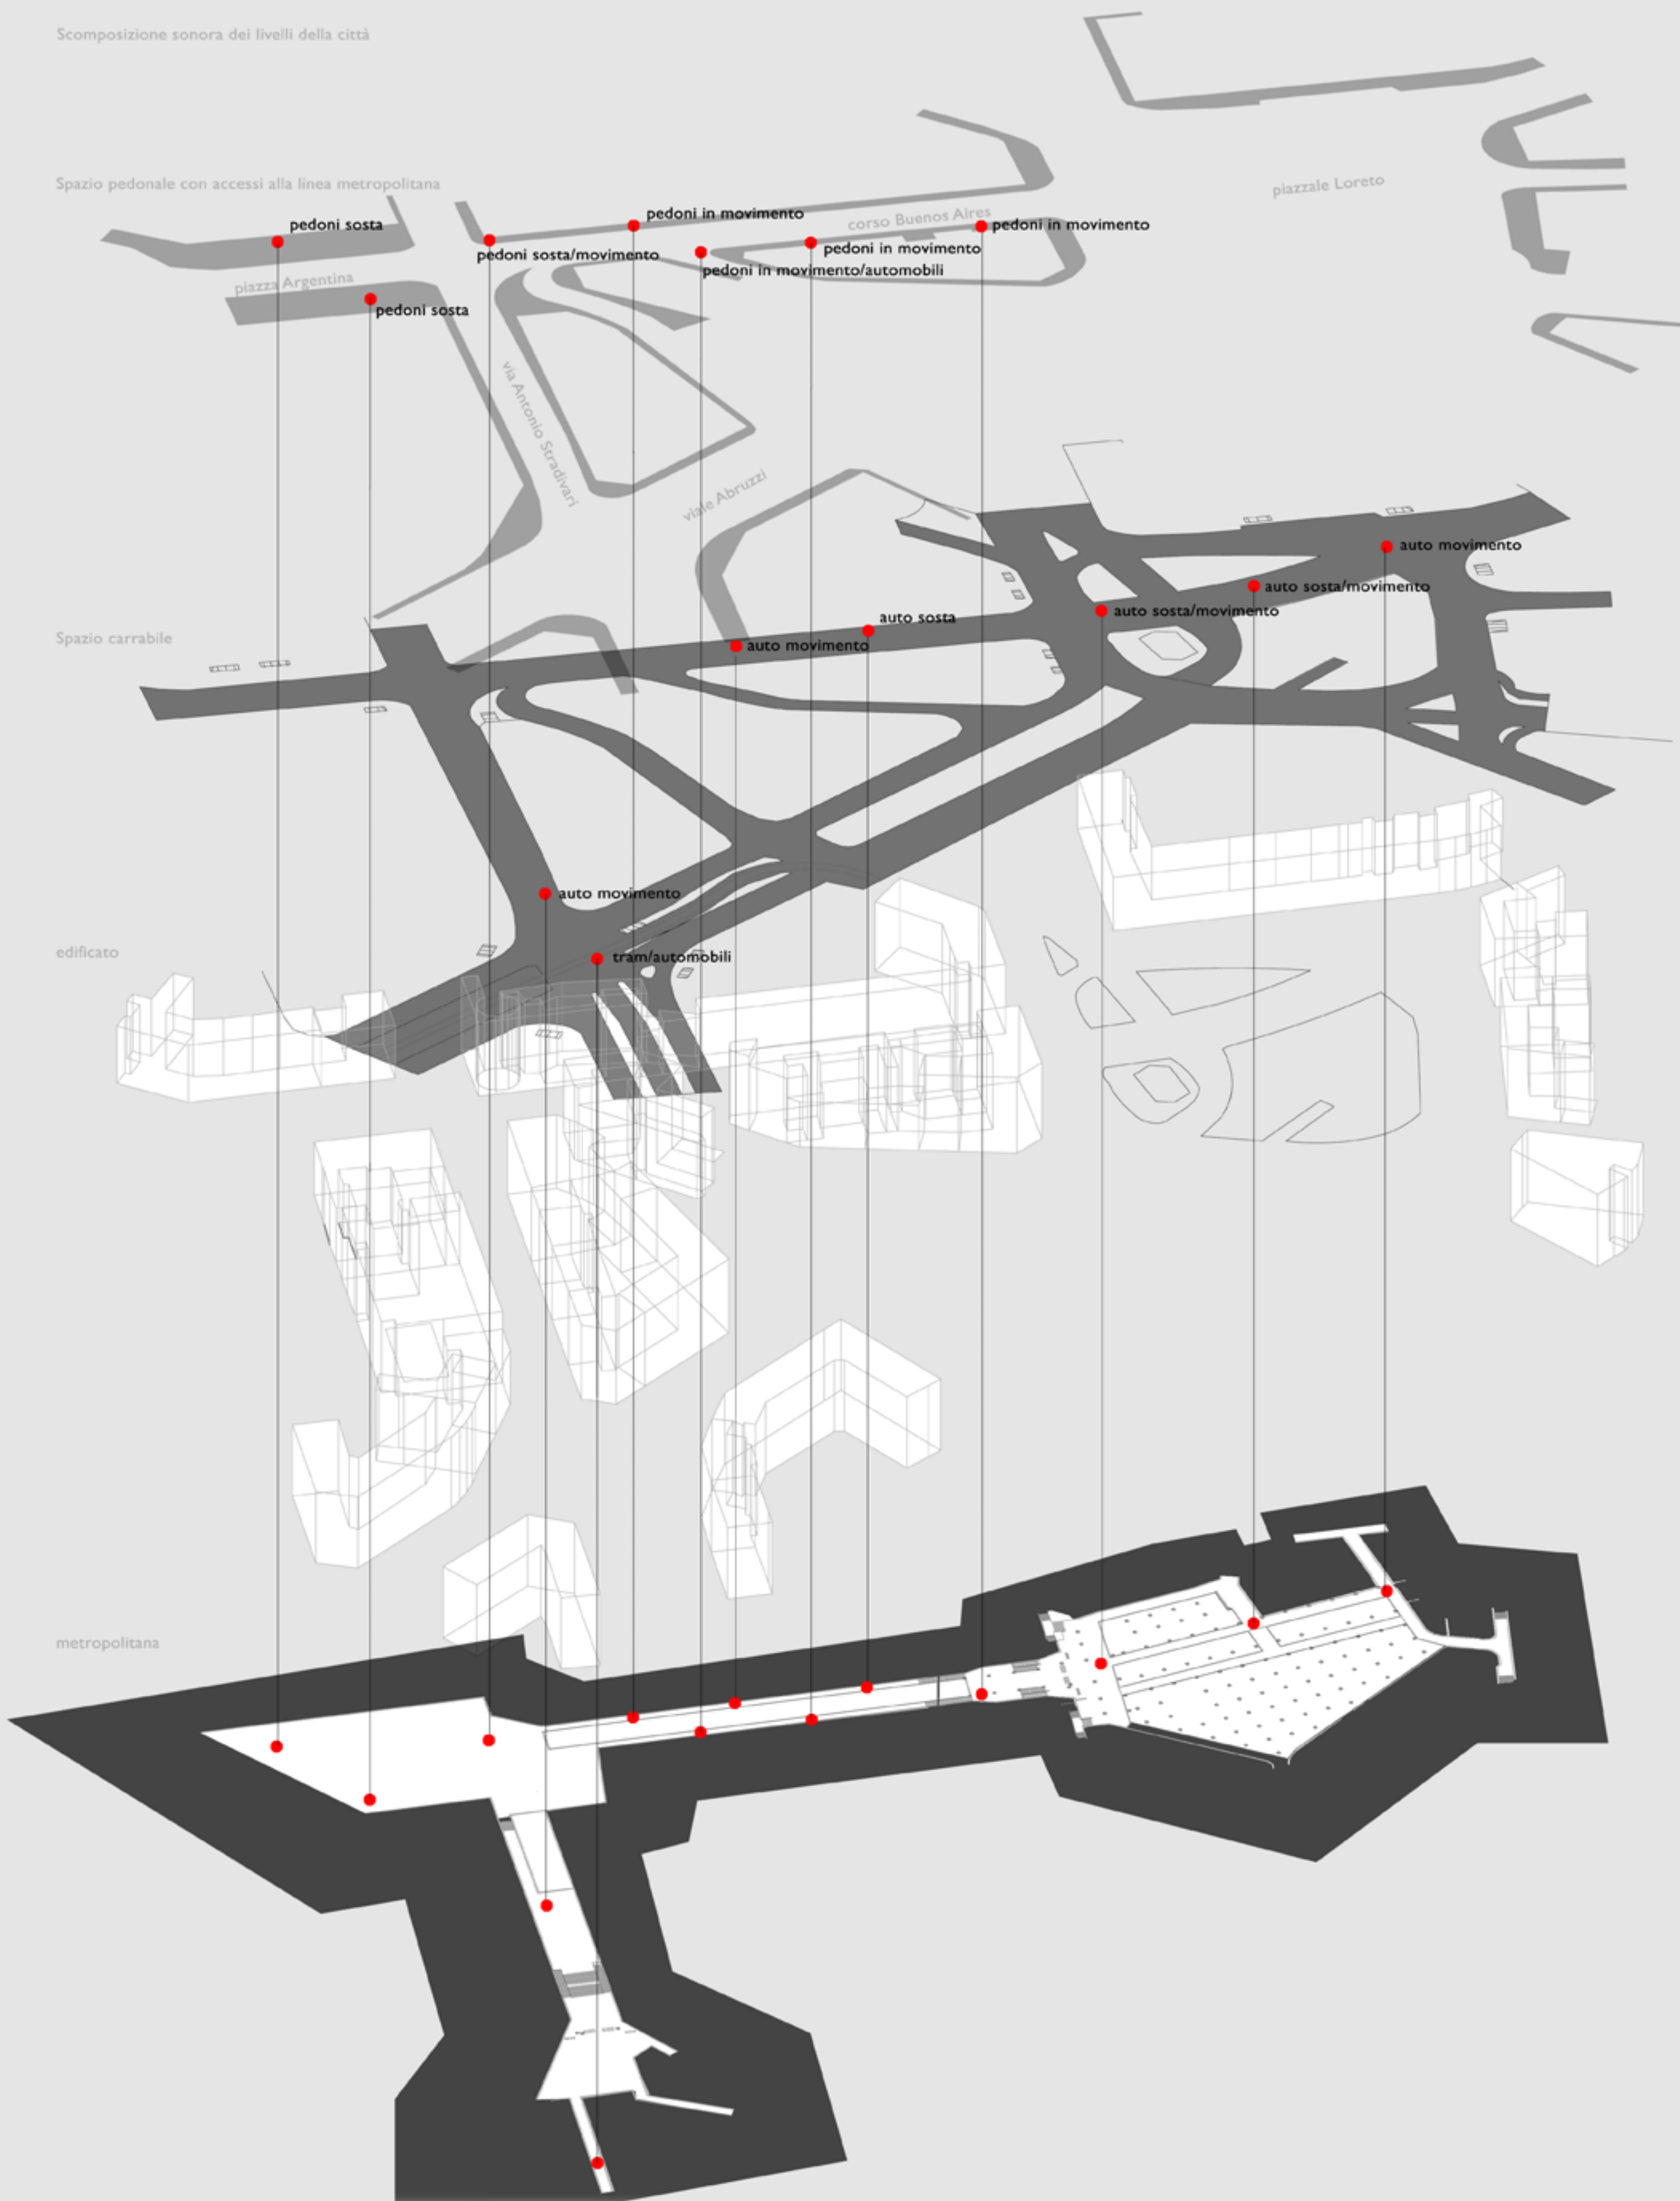 Scomposizione sonora dei livelli della città
Spazio pedonale con accessi alla linea metropolitana
piazzale Loreto
pedoni in movimento
corso Buenos Aires
pedoni sosta
pedoni in movimento
pedoni in movimento
pedoni sosta/movimento
pedoni in movimento/automobili
piazza Argentina
pedoni sosta
via Antonio Stradivari
viale Abruzzi
auto movimento
auto sosta/movimento
auto sosta/movimento
auto sosta
Spazio carrabile
auto movimento
auto movimento
edificato
tram/automobili
metropolitana